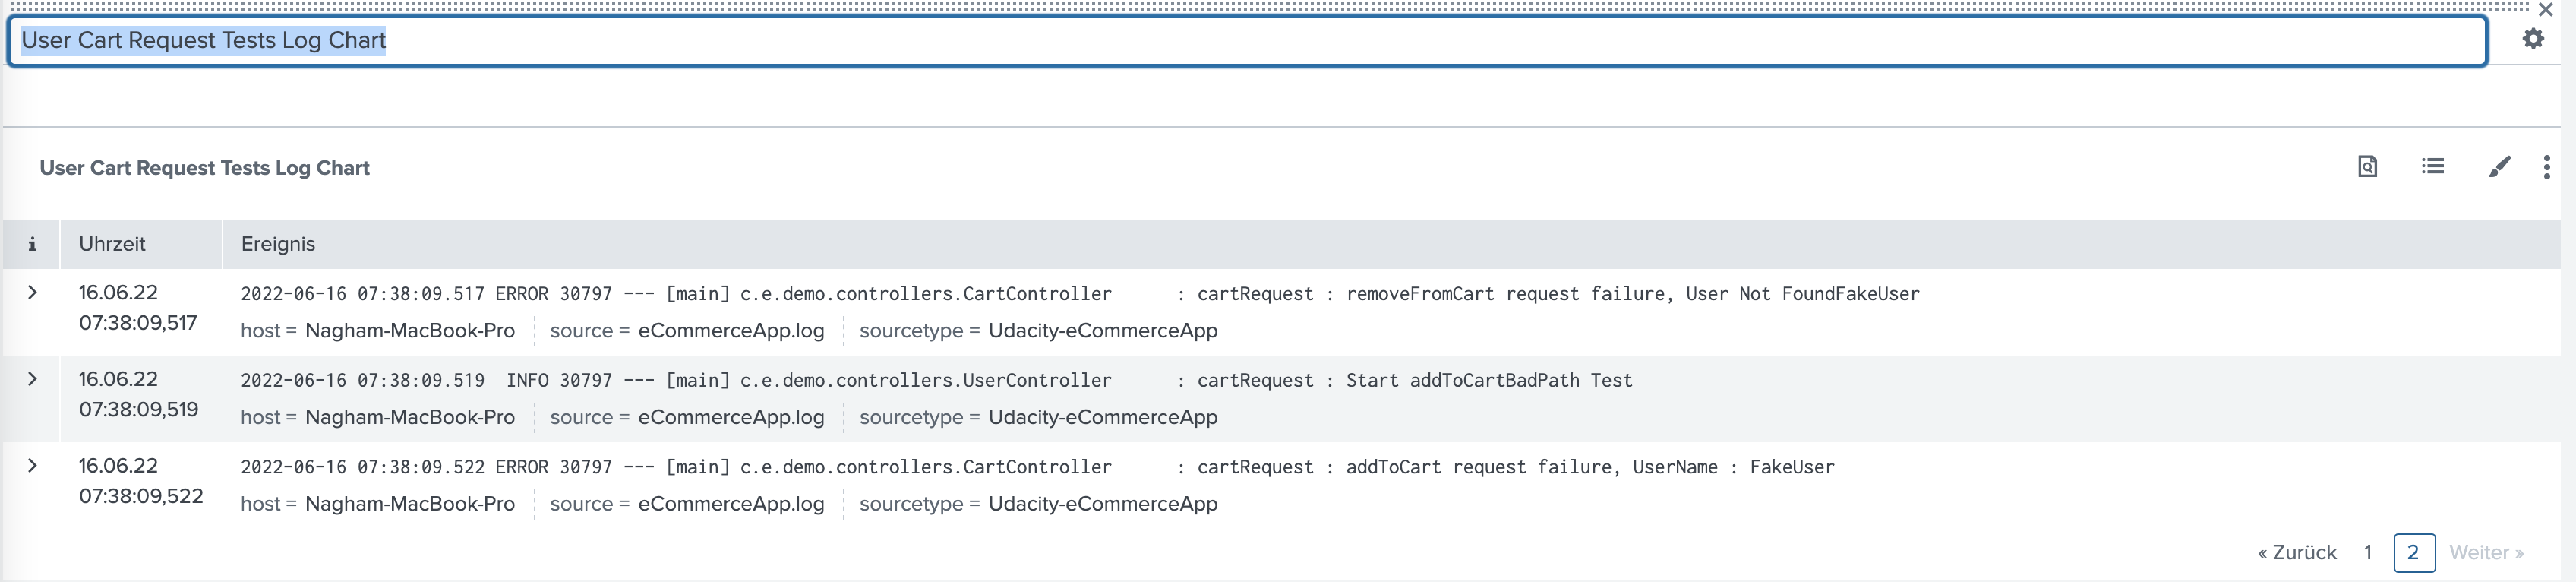 User Cart Request Tests Log Chart
User Cart Request Tests Log Chart
i Uhrzeit Ereignis
16.06.22 07:38:09,517
2022-06-16 07:38:09.517 ERROR 30797 --- [main] c.e.demo.controllers.CartController : cartRequest : removeFromCart request failure, User Not FoundFakeUser
host = Nagham-MacBook-Pro source = eCommerceApp.log sourcetype = Udacity-eCommerceApp
16.06.22 07:38:09,519
2022-06-16 07:38:09.519 INFO 30797 --- [main] c.e.demo.controllers.UserController : cartRequest : Start addToCartBadPath Test
host = Nagham-MacBook-Pro source = eCommerceApp.log sourcetype = Udacity-eCommerceApp
16.06.22 07:38:09,522
2022-06-16 07:38:09.522 ERROR 30797 --- [main] c.e.demo.controllers.CartController : cartRequest : addToCart request failure, UserName : FakeUser
host = Nagham-MacBook-Pro source = eCommerceApp.log sourcetype = Udacity-eCommerceApp
« Zurück 1 2 Weiter »